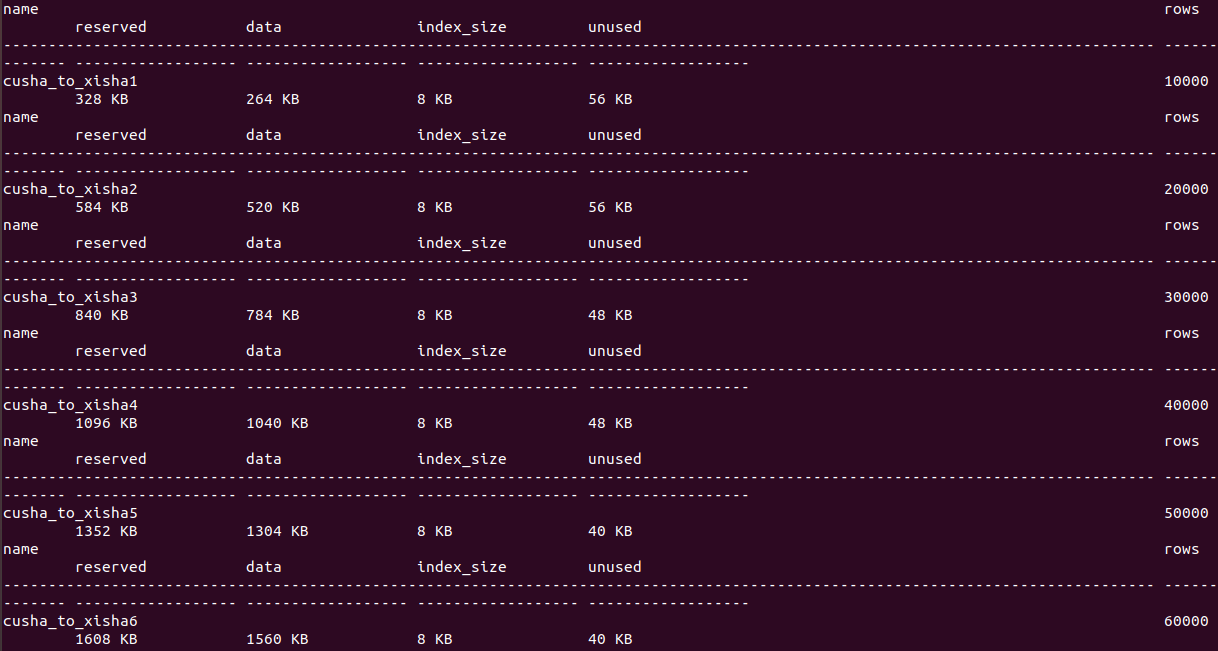 name rows
reserved data index_size unused
---------------------------------------------------------------------------------------------------------------------------------- ------
------- ------------------ ------------------ ------------------ ------------------
cusha_to_xisha1 10000
328 KB 264 KB 8 KB 56 KB
name rows
reserved data index_size unused
---------------------------------------------------------------------------------------------------------------------------------- ------
------- ------------------ ------------------ ------------------ ------------------
cusha_to_xisha2 20000
584 KB 520 KB 8 KB 56 KB
name rows
reserved data index_size unused
---------------------------------------------------------------------------------------------------------------------------------- ------
------- ------------------ ------------------ ------------------ ------------------
cusha_to_xisha3 30000
840 KB 784 KB 8 KB 48 KB
name rows
reserved data index_size unused
---------------------------------------------------------------------------------------------------------------------------------- ------
------- ------------------ ------------------ ------------------ ------------------
cusha_to_xisha4 40000
1096 KB 1040 KB 8 KB 48 KB
name rows
reserved data index_size unused
---------------------------------------------------------------------------------------------------------------------------------- ------
------- ------------------ ------------------ ------------------ ------------------
cusha_to_xisha5 50000
1352 KB 1304 KB 8 KB 40 KB
name rows
reserved data index_size unused
---------------------------------------------------------------------------------------------------------------------------------- ------
------- ------------------ ------------------ ------------------ ------------------
cusha_to_xisha6 60000
1608 KB 1560 KB 8 KB 40 KB